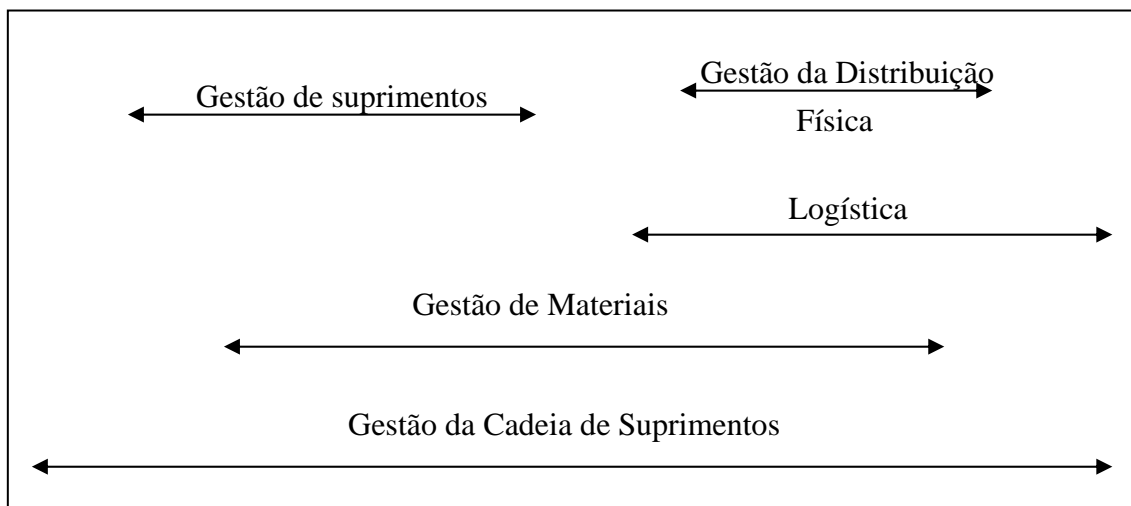 Gestão de suprimentos
Gestão da Distribuição
Física
Logística
Gestão de Materiais
Gestão da Cadeia de Suprimentos